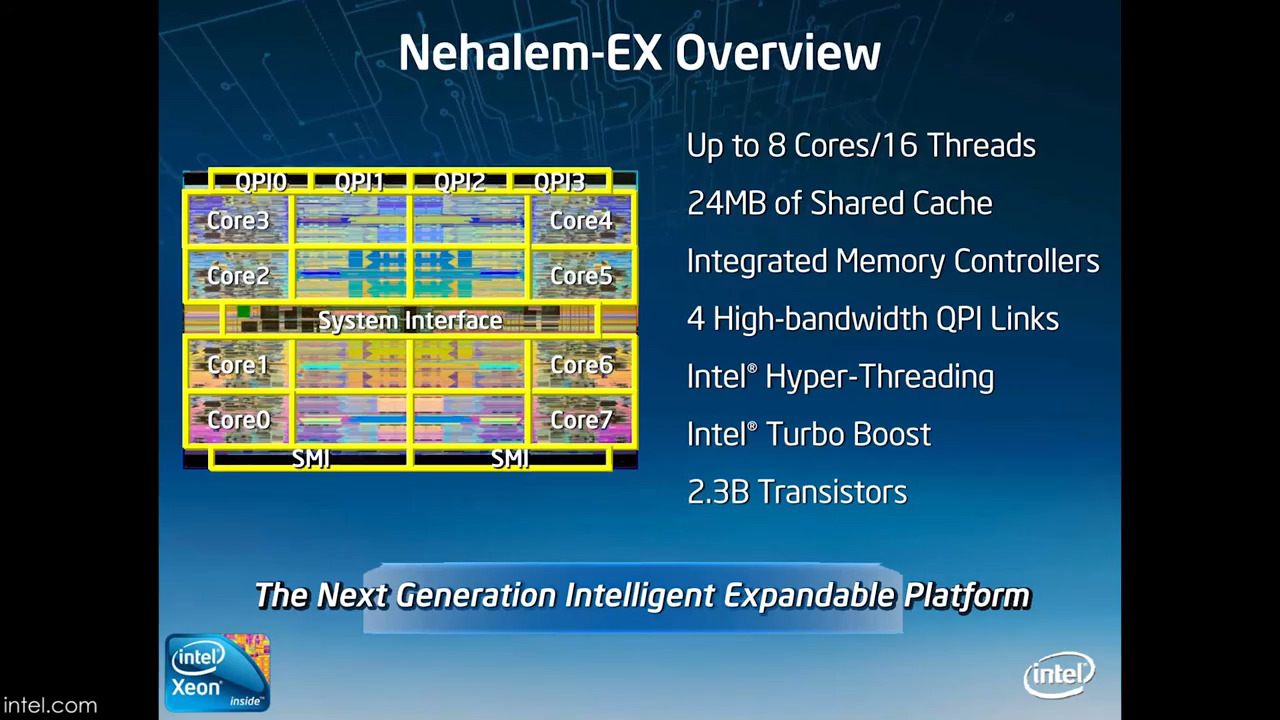 Nehalem-EX Overview
QPI0 QPI1 QPI2 QPI3
Core3 Core4
Core2 Core5
System Interface
Core1 Core6
Core0 Core7
SMI SMI
Up to 8 Cores/16 Threads
24MB of Shared Cache
Integrated Memory Controllers
4 High-bandwidth QPI Links
Intel® Hyper-Threading
Intel® Turbo Boost
2.3B Transistors
The Next Generation Intelligent Expandable Platform
intel
Xeon®
inside™
intel
intel.com